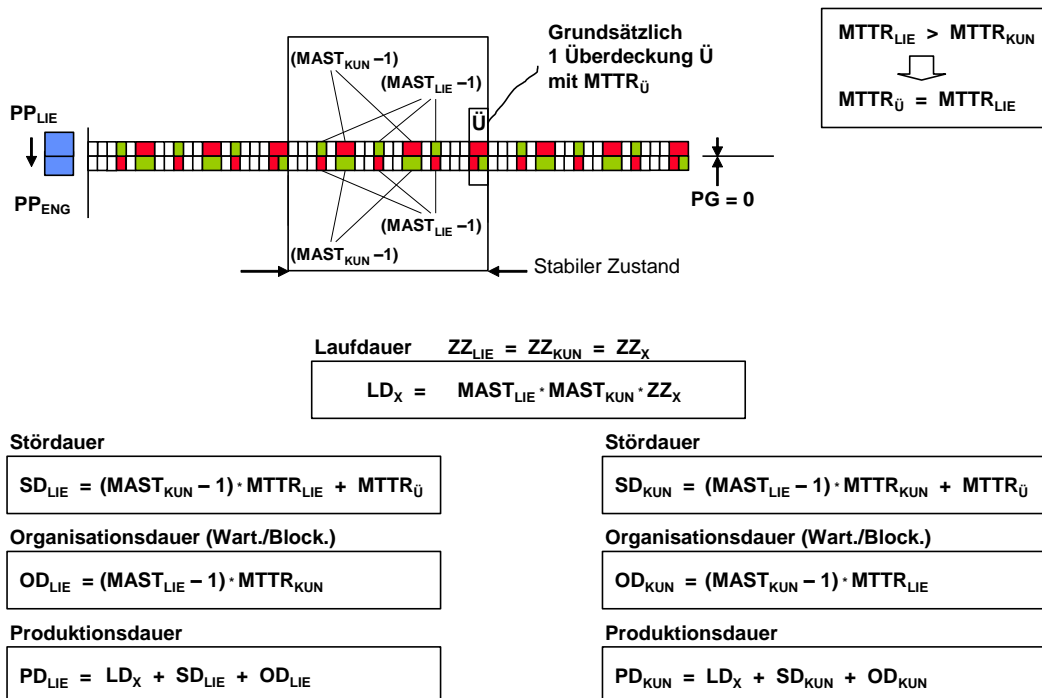 Grundsätzlich
1 Überdeckung Ü
mit MTTR_Ü
MTTR_LIE > MTTR_KUN
MTTR_Ü = MTTR_LIE
(MAST_KUN –1)
(MAST_LIE –1)
Ü
PP_LIE
PP_ENG
PG = 0
(MAST_LIE –1)
(MAST_KUN –1)
Stabiler Zustand
Laufdauer ZZ_LIE = ZZ_KUN = ZZ_X
LD_X = MAST_LIE * MAST_KUN * ZZ_X
Stördauer
SD_LIE = (MAST_KUN – 1) * MTTR_LIE + MTTR_Ü
Organisationsdauer (Wart./Block.)
OD_LIE = (MAST_LIE – 1) * MTTR_KUN
Produktionsdauer
PD_LIE = LD_X + SD_LIE + OD_LIE
Stördauer
SD_KUN = (MAST_LIE – 1) * MTTR_KUN + MTTR_Ü
Organisationsdauer (Wart./Block.)
OD_KUN = (MAST_KUN – 1) * MTTR_LIE
Produktionsdauer
PD_KUN = LD_X + SD_KUN + OD_KUN